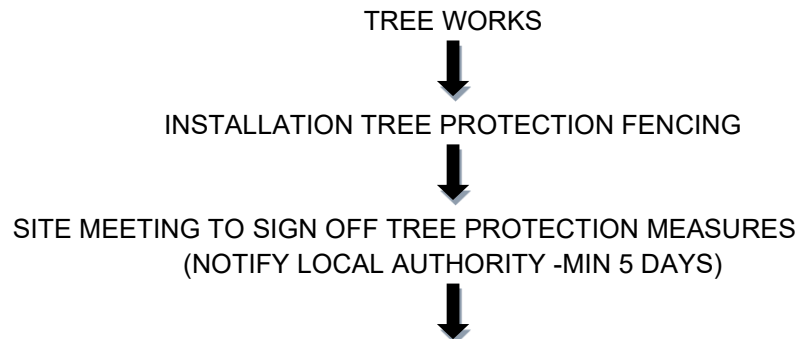 TREE WORKS
INSTALLATION TREE PROTECTION FENCING
SITE MEETING TO SIGN OFF TREE PROTECTION MEASURES
(NOTIFY LOCAL AUTHORITY -MIN 5 DAYS)